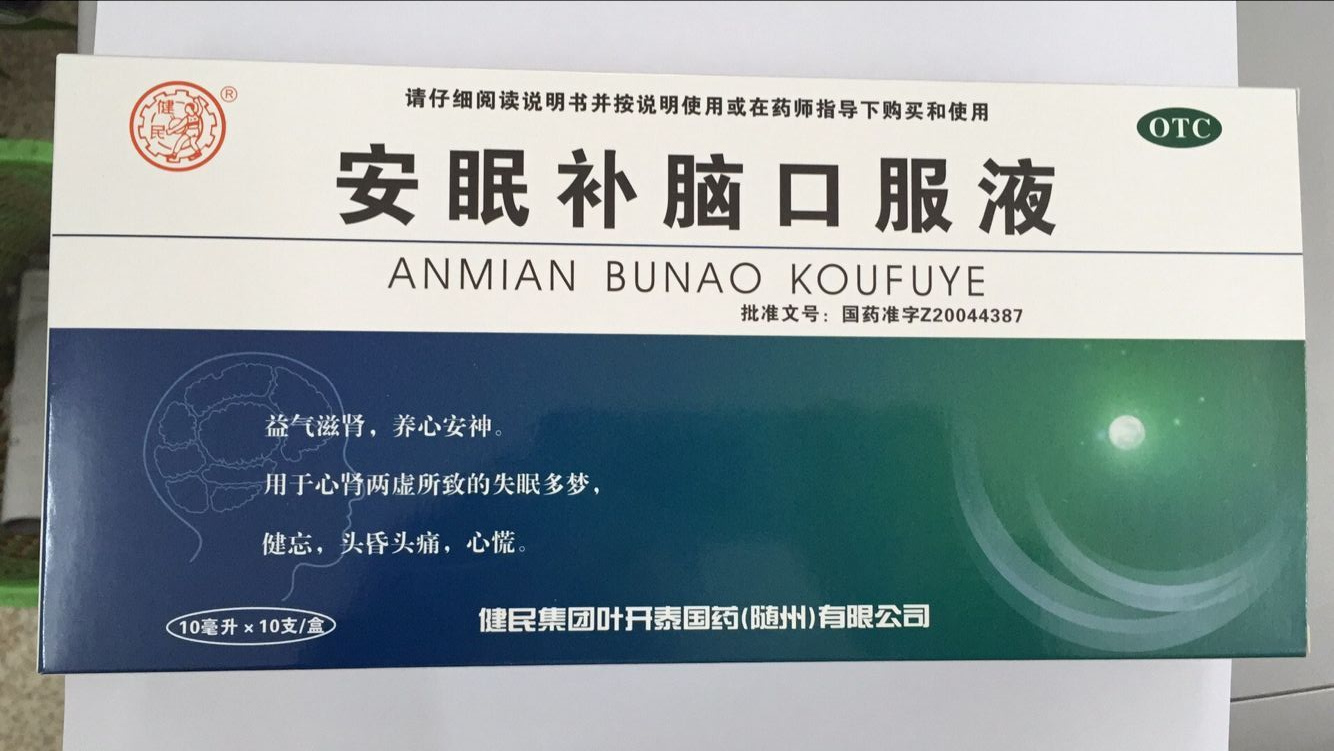 健民
®
请仔细阅读说明书并按说明使用或在药师指导下购买和使用
OTC
安眠补脑口服液
ANMIAN BUNAO KOUFUYE
批准文号：国药准字Z20044387
益气滋肾，养心安神。
用于心肾两虚所致的失眠多梦，
健忘，头昏头痛，心慌。
10毫升×10支/盒
健民集团叶开泰国药(随州)有限公司